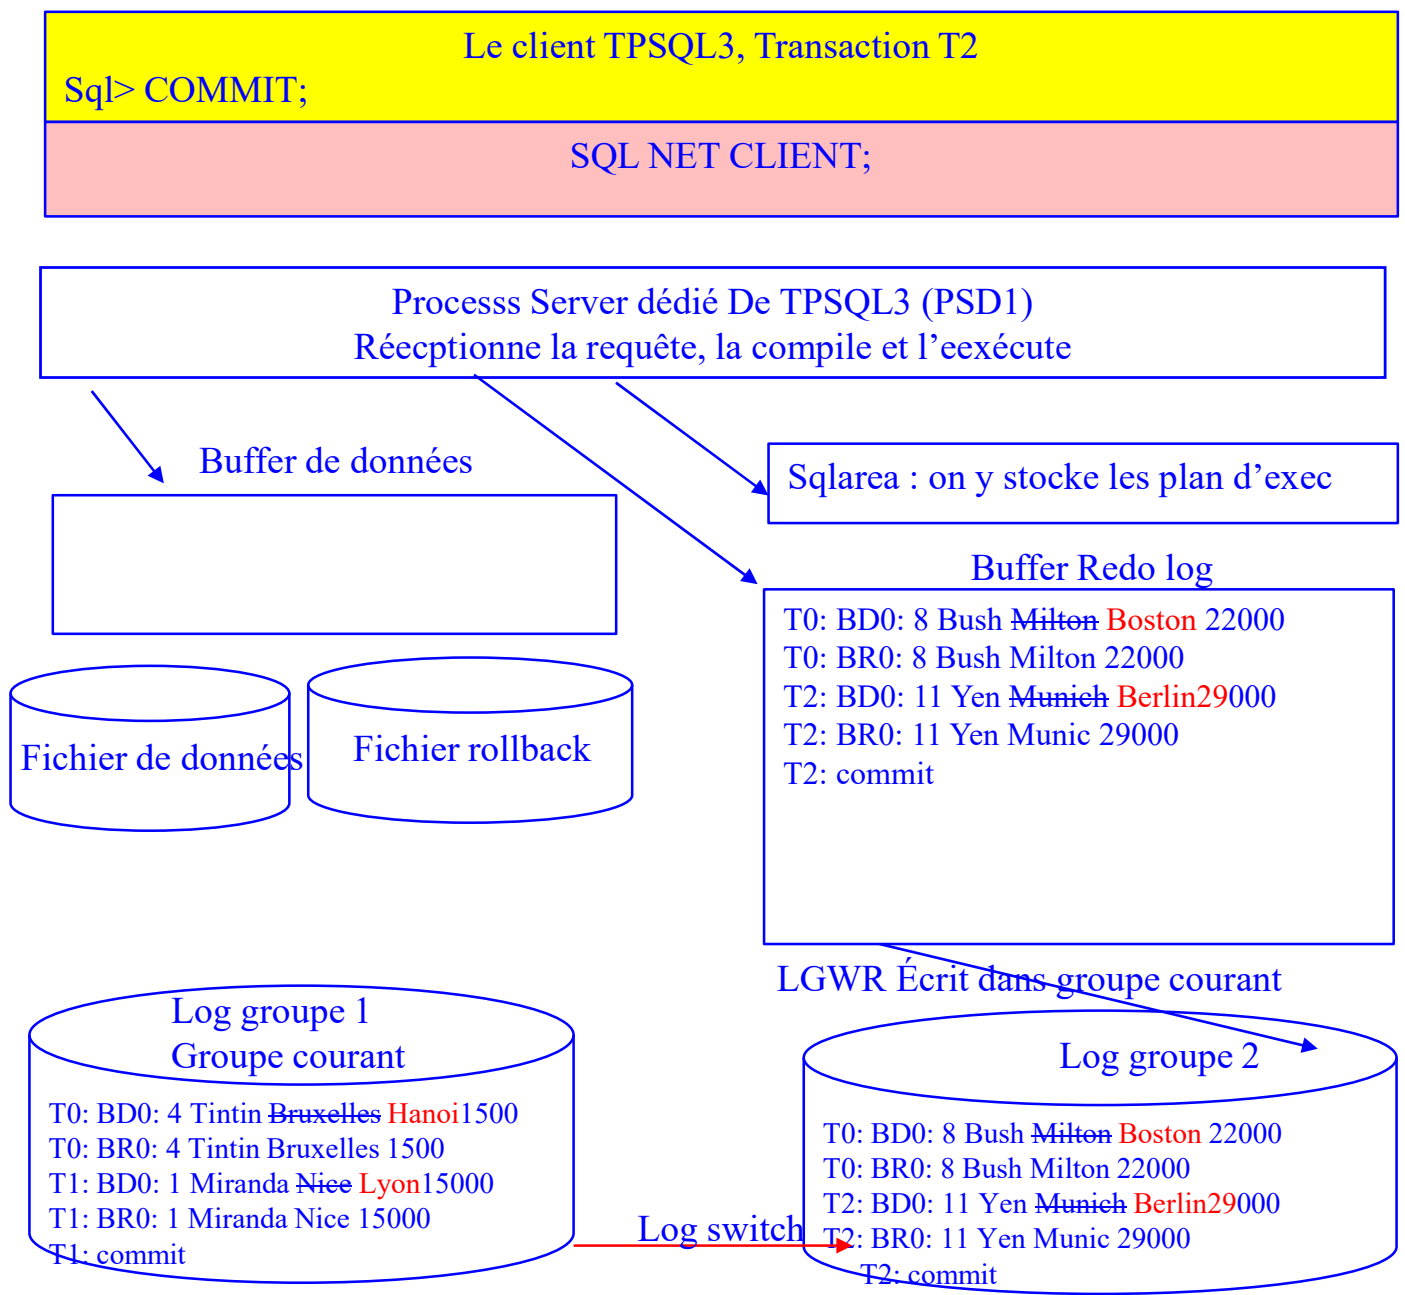 Le client TPSQL3, Transaction T2
Sql> COMMIT;
SQL NET CLIENT;
Processs Server dédié De TPSQL3 (PSD1)
Réecptionne la requête, la compile et l’eexécute
Buffer de données
Sqlarea : on y stocke les plan d’exec
Buffer Redo log
T0: BD0: 8 Bush Milton Boston 22000
T0: BR0: 8 Bush Milton 22000
T2: BD0: 11 Yen Munich Berlin29000
T2: BR0: 11 Yen Munic 29000
T2: commit
Fichier de données
Fichier rollback
LGWR Écrit dans groupe courant
Log groupe 1
Groupe courant
T0: BD0: 4 Tintin Bruxelles Hanoi1500
T0: BR0: 4 Tintin Bruxelles 1500
T1: BD0: 1 Miranda Nice Lyon15000
T1: BR0: 1 Miranda Nice 15000
T1: commit
Log switch
Log groupe 2
T0: BD0: 8 Bush Milton Boston 22000
T0: BR0: 8 Bush Milton 22000
T2: BD0: 11 Yen Munich Berlin29000
T2: BR0: 11 Yen Munic 29000
T2: commit